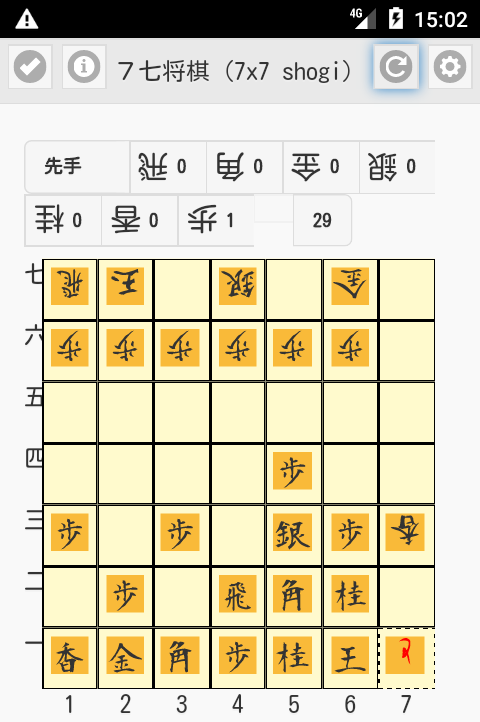 4G 15:02
７七将棋 (7x7 shogi)
先手 飛 0 角 0 金 0 銀 0
桂 0 香 0 歩 1 29
七 飛 王 銀 金
六 歩 歩 歩 歩 歩 歩
五
四 歩
三 歩 歩 銀 歩 香
二 歩 飛 角 桂
一 香 金 角 歩 桂 王
1 2 3 4 5 6 7